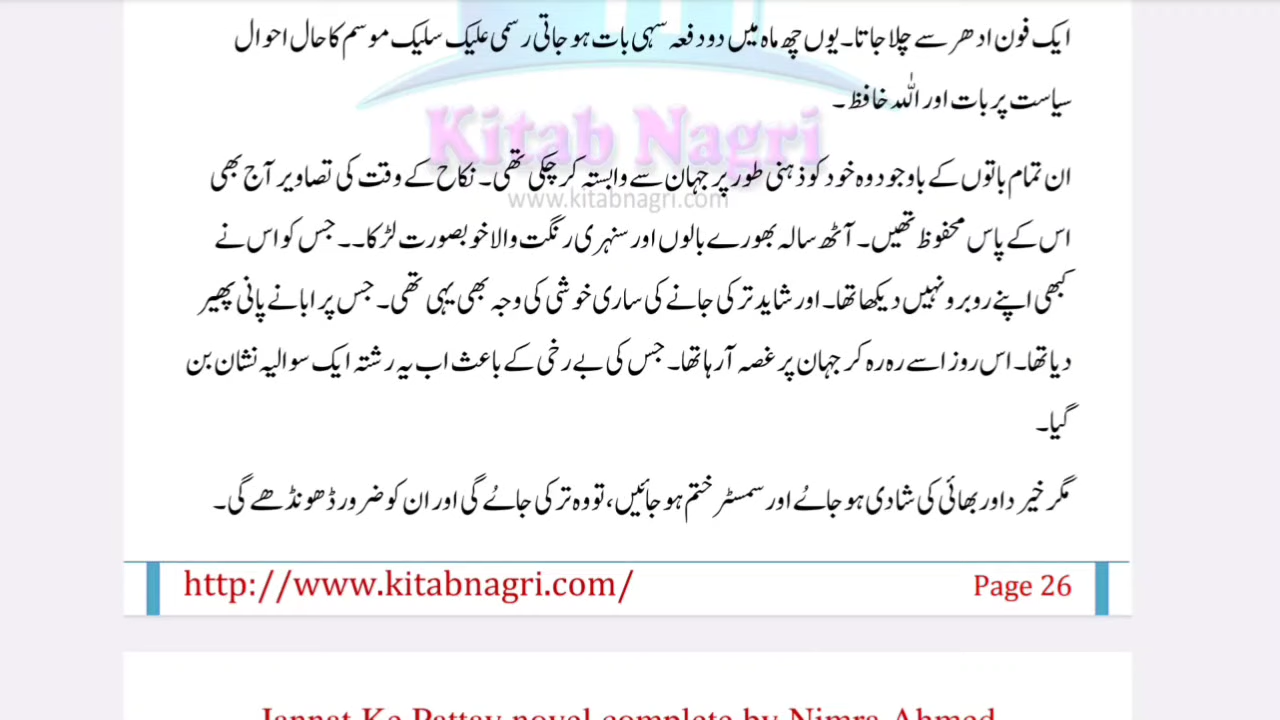 ایک فون ادھر سے چلا جاتا۔ یوں چھ ماہ میں دو دفعہ سہی بات ہو جاتی رسمی علیک سلیک موسم کا حال احوال
سیاست پر بات اور اللہ حافظ۔
Kitab Nagri
ان تمام باتوں کے باوجود وہ خود کو ذہنی طور پر جہان سے وابستہ کر چکی تھی۔ نکاح کے وقت کی تصاویر آج بھی
www.kitabnagri.com
اس کے پاس محفوظ تھیں۔ آٹھ سالہ بھورے بالوں اور سنہری رنگت والا خوبصورت لڑکا۔۔ جس کو اس نے
کبھی اپنے روبرو نہیں دیکھا تھا۔ اور شاید ترکی جانے کی ساری خوشی کی وجہ بھی یہی تھی۔ جس پر ابا نے پانی پھیر
دیا تھا۔ اس روز اسے رہ رہ کر جہان پر غصہ آ رہا تھا۔ جس کی بے رخی کے باعث اب یہ رشتہ ایک سوالیہ نشان بن
گیا۔
مگر خیر داور بھائی کی شادی ہو جائے اور سمسٹر ختم ہو جائیں، تو وہ ترکی جائے گی اور ان کو ضرور ڈھونڈھے گی۔
http://www.kitabnagri.com/ Page 26
Jannat Ke Pattay novel complete by Nimra Ahmed